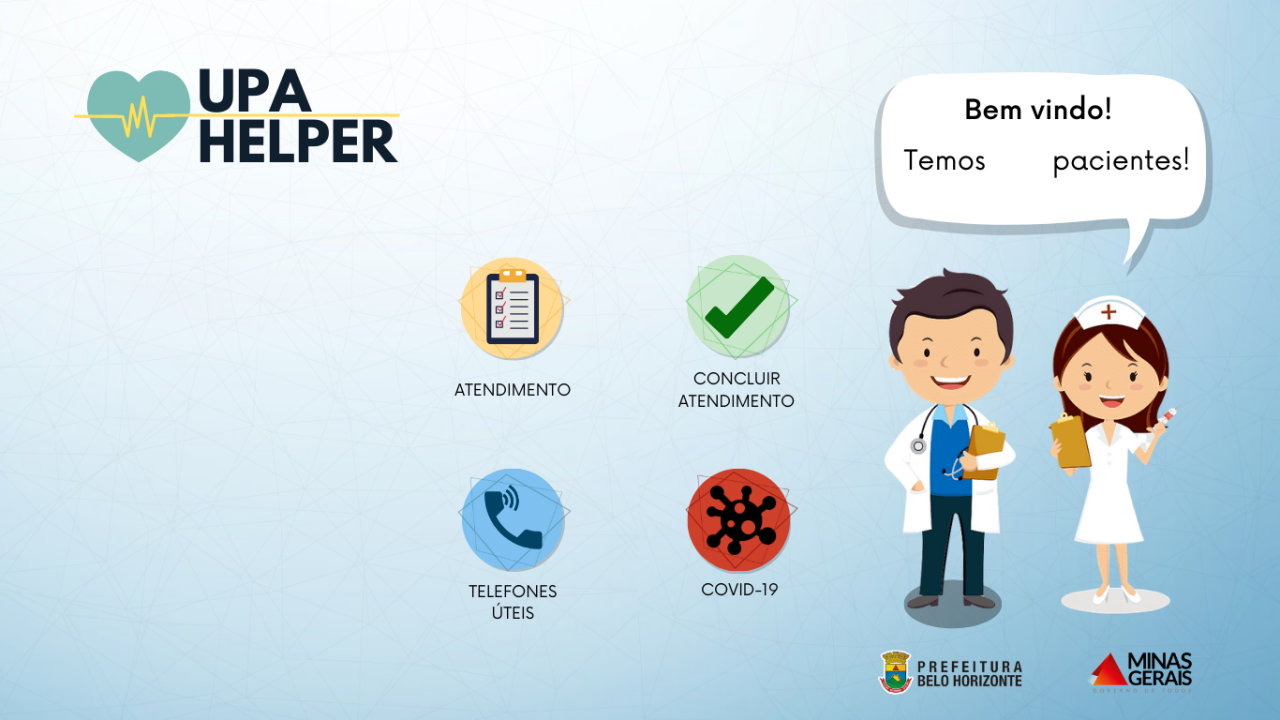 UPA
HELPER
Bem vindo!
Temos pacientes!
ATENDIMENTO
CONCLUIR
ATENDIMENTO
TELEFONES
ÚTEIS
COVID-19
PREFEITURA
BELO HORIZONTE
MINAS
GERAIS
GOVERNO DE TODOS